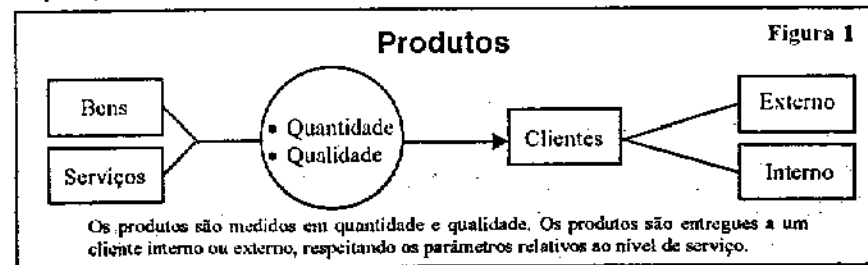 Produtos
Figura 1
Bens
Serviços
• Quantidade
• Qualidade
Clientes
Externo
Interno
Os produtos são medidos em quantidade e qualidade. Os produtos são entregues a um
cliente interno ou externo, respeitando os parâmetros relativos ao nível de serviço.